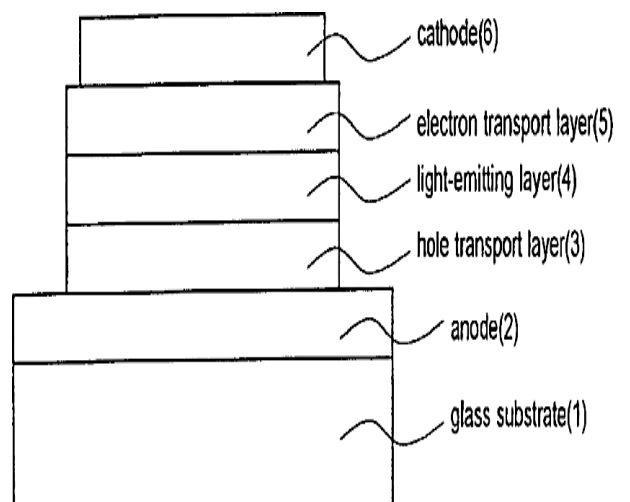 cathode(6)
electron transport layer(5)
light-emitting layer(4)
hole transport layer(3)
anode(2)
glass substrate(1)